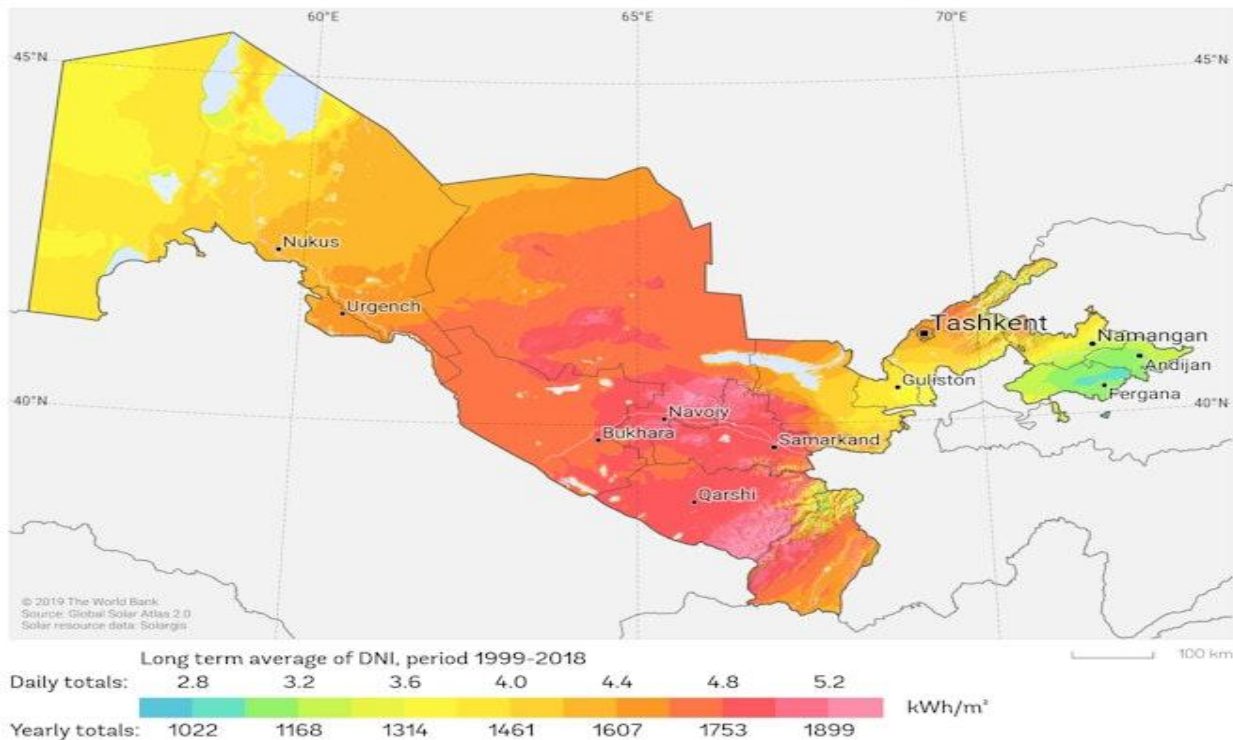 60°E 65°E 70°E
45°N 45°N
Nukus
Urgench
Tashkent
Namangan
Andijan
Guliston
Fergana
40°N 40°N
Navoiy
Bukhara
Samarkand
Qarshi
© 2019 The World Bank
Source: Global Solar Atlas 2.0
Solar resource data: Solargis
Long term average of DNI, period 1999-2018
100 km
Daily totals: 2.8 3.2 3.6 4.0 4.4 4.8 5.2
kWh/m²
Yearly totals: 1022 1168 1314 1461 1607 1753 1899